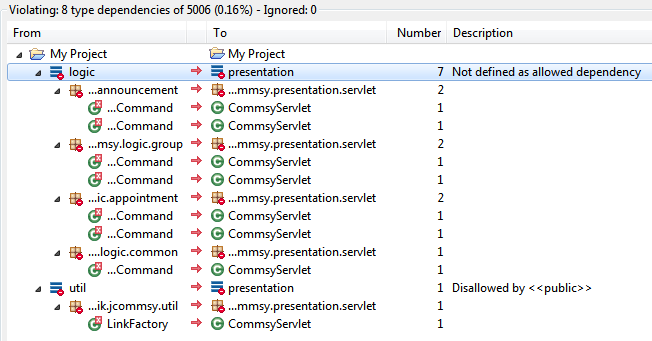 Violating: 8 type dependencies of 5006 (0.16%) - Ignored: 0
From To Number Description
My Project My Project
logic presentation 7 Not defined as allowed dependency
...announcement ...mmsy.presentation.servlet 2
...Command CommsyServlet 1
...Command CommsyServlet 1
...msy.logic.group ...mmsy.presentation.servlet 2
...Command CommsyServlet 1
...Command CommsyServlet 1
...ic.appointment ...mmsy.presentation.servlet 2
...Command CommsyServlet 1
...Command CommsyServlet 1
....logic.common ...mmsy.presentation.servlet 1
...Command CommsyServlet 1
util presentation 1 Disallowed by <<public>>
...ik.jcommsy.util ...mmsy.presentation.servlet 1
LinkFactory CommsyServlet 1